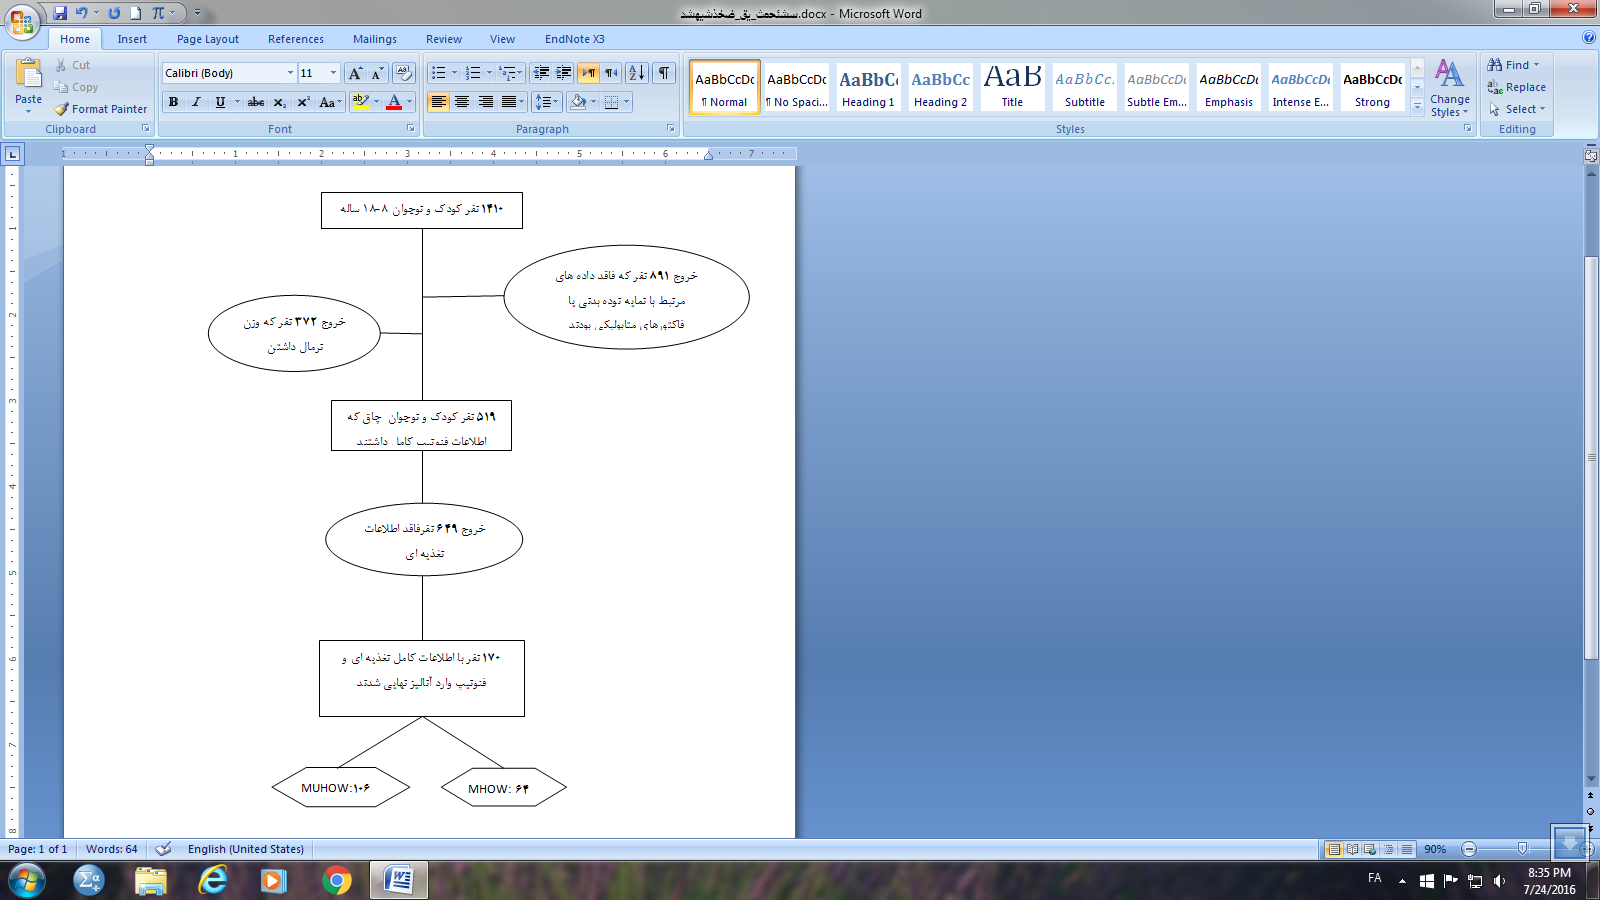 سشئحمث_یق_ضخذشیهشد.docx - Microsoft Word
Home Insert Page Layout References Mailings Review View EndNote X3
Paste
Cut
Copy
Format Painter
Clipboard
Calibri (Body) 11
Font
Paragraph
AaBbCcDc AaBbCcDc AaBbC AaBbCc AaB AaBbCc. AaBbCcDc AaBbCcDc AaBbCcDc AaBbCcDc
¶ Normal ¶ No Spaci... Heading 1 Heading 2 Title Subtitle Subtle Em... Emphasis Intense E... Strong
Change Styles
Styles
Find
Replace
Select
Editing
۱۴۱۰ نفر کودک و نوجوان ۸-۱۸ ساله
خروج ۸۹۱ نفر که فاقد داده های
مرتبط با نمایه توده بدنی یا
فاکتورهای متابولیکی بودند
خروج ۳۷۲ نفر که وزن
نرمال داشتن
۵۱۹ نفر کودک و نوجوان چاق که
اطلاعات فنوتیپ کامل داشتند
خروج ۶۴۹ نفرفاقد اطلاعات
تغذیه ای
۱۷۰ نفر با اطلاعات کامل تغذیه ای و
فنوتیپ وارد آنالیز نهایی شدند
MUHOW:۱۰۶
MHOW: ۶۴
Page: 1 of 1 Words: 64 English (United States) 90%
FA
8:35 PM
7/24/2016